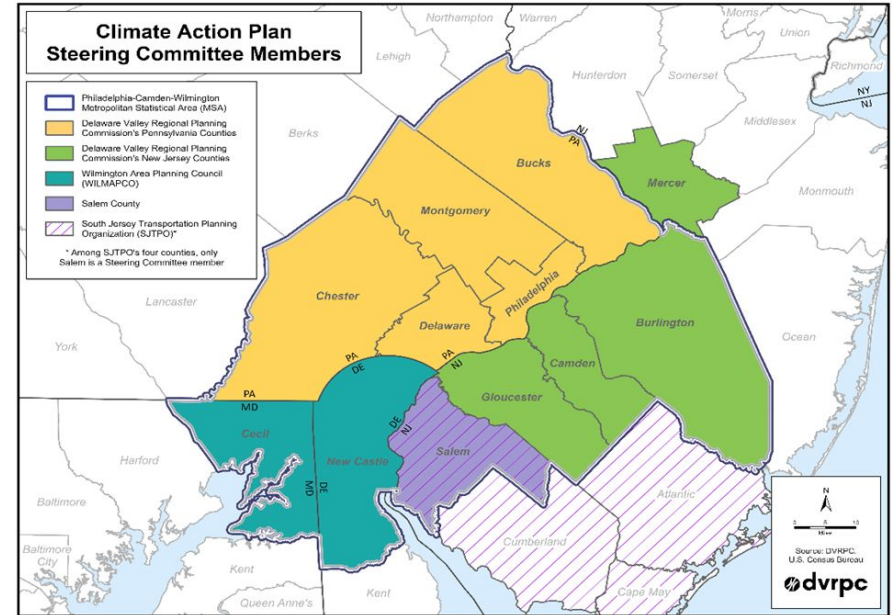 Climate Action Plan
Steering Committee Members
Philadelphia-Camden-Wilmington
Metropolitan Statistical Area (MSA)
Delaware Valley Regional Planning
Commission's Pennsylvania Counties
Delaware Valley Regional Planning
Commission's New Jersey Counties
Wilmington Area Planning Council
(WILMAPCO)
Salem County
South Jersey Transportation Planning
Organization (SJTPO)*
* Among SJTPO's four counties, only
Salem is a Steering Committee member
Northampton
Warren
Morris
Union
Lehigh
Hunterdon
Somerset
Richmond
NY
NJ
Berks
Middlesex
NJ
PA
Bucks
Mercer
Monmouth
Montgomery
Lancaster
Chester
Philadelphia
Delaware
Burlington
Ocean
York
PA
DE
PA
NJ
Camden
Gloucester
PA
MD
Cecil
DE
NJ
Salem
New Castle
Harford
MD
DE
Atlantic
Baltimore
Cumberland
Baltimore
City
Kent
Kent
Queen Anne's
Cape May
N
Source: DVRPC,
U.S. Census Bureau
dvrpc